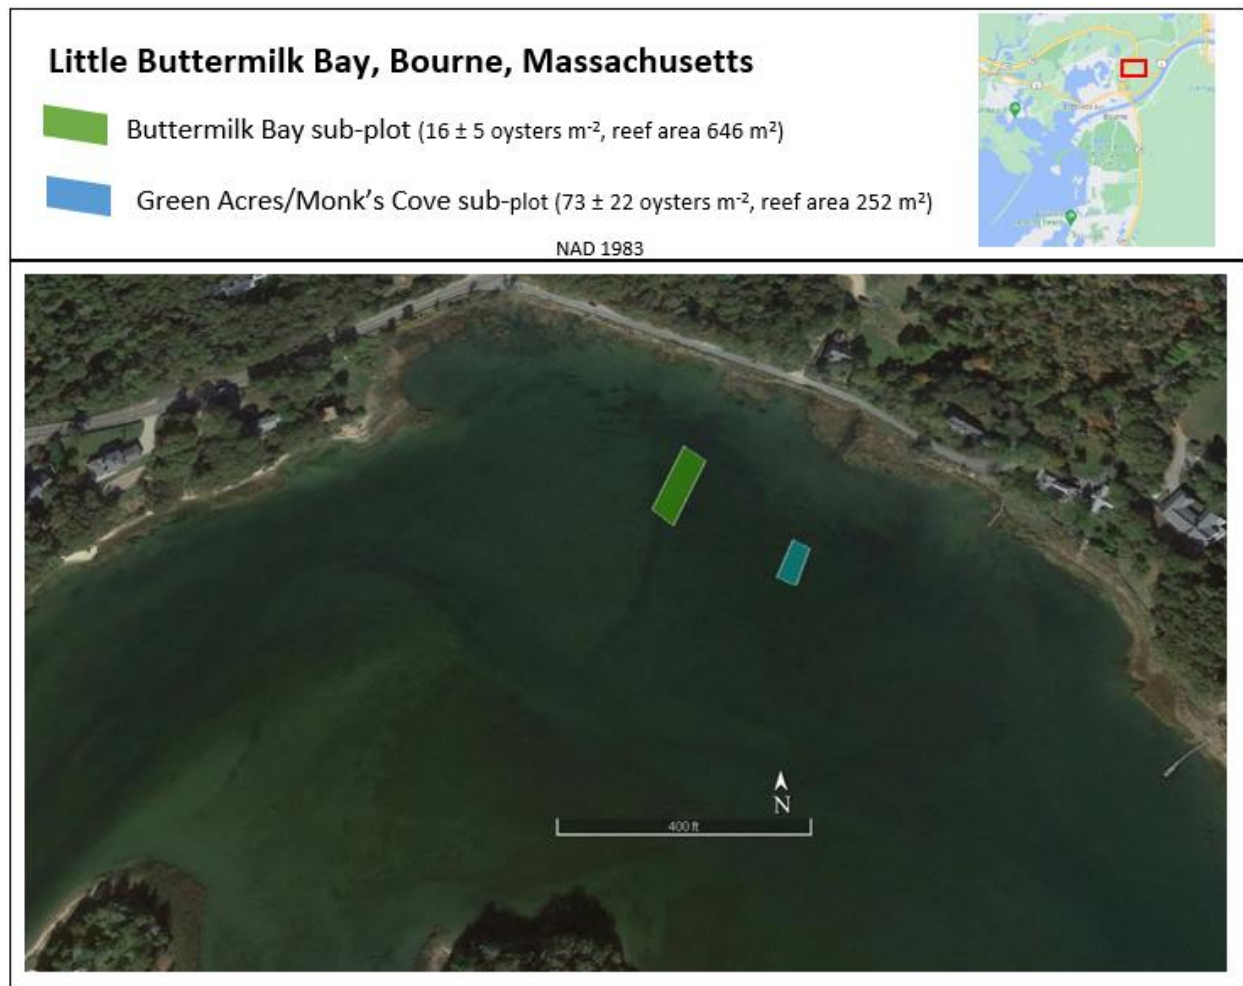 Little Buttermilk Bay, Bourne, Massachusetts
Buttermilk Bay sub-plot (16 ± 5 oysters m⁻², reef area 646 m²)
Green Acres/Monk's Cove sub-plot (73 ± 22 oysters m⁻², reef area 252 m²)
NAD 1983
Bourne
N
400 ft